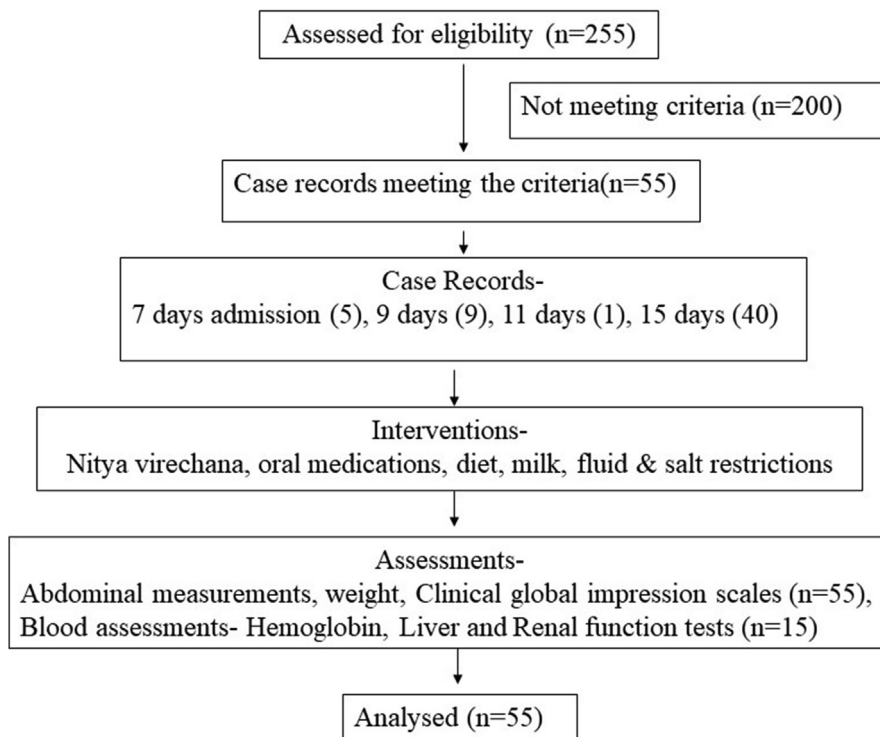 Assessed for eligibility (n=255)
Not meeting criteria (n=200)
Case records meeting the criteria(n=55)
Case Records-
7 days admission (5), 9 days (9), 11 days (1), 15 days (40)
Interventions-
Nitya virechana, oral medications, diet, milk, fluid & salt restrictions
Assessments-
Abdominal measurements, weight, Clinical global impression scales (n=55),
Blood assessments- Hemoglobin, Liver and Renal function tests (n=15)
Analysed (n=55)